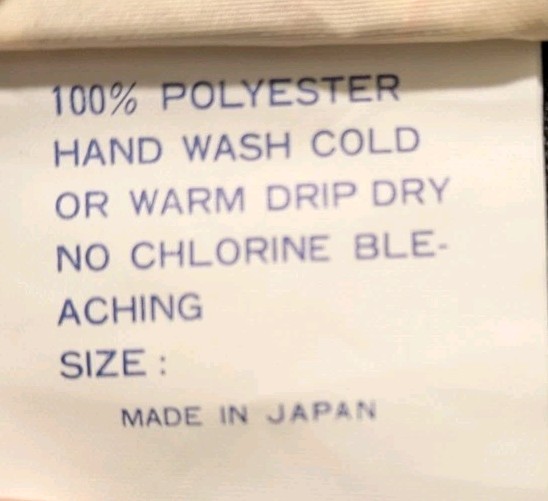 100% POLYESTER
HAND WASH COLD
OR WARM DRIP DRY
NO CHLORINE BLE-
ACHING
SIZE :
MADE IN JAPAN